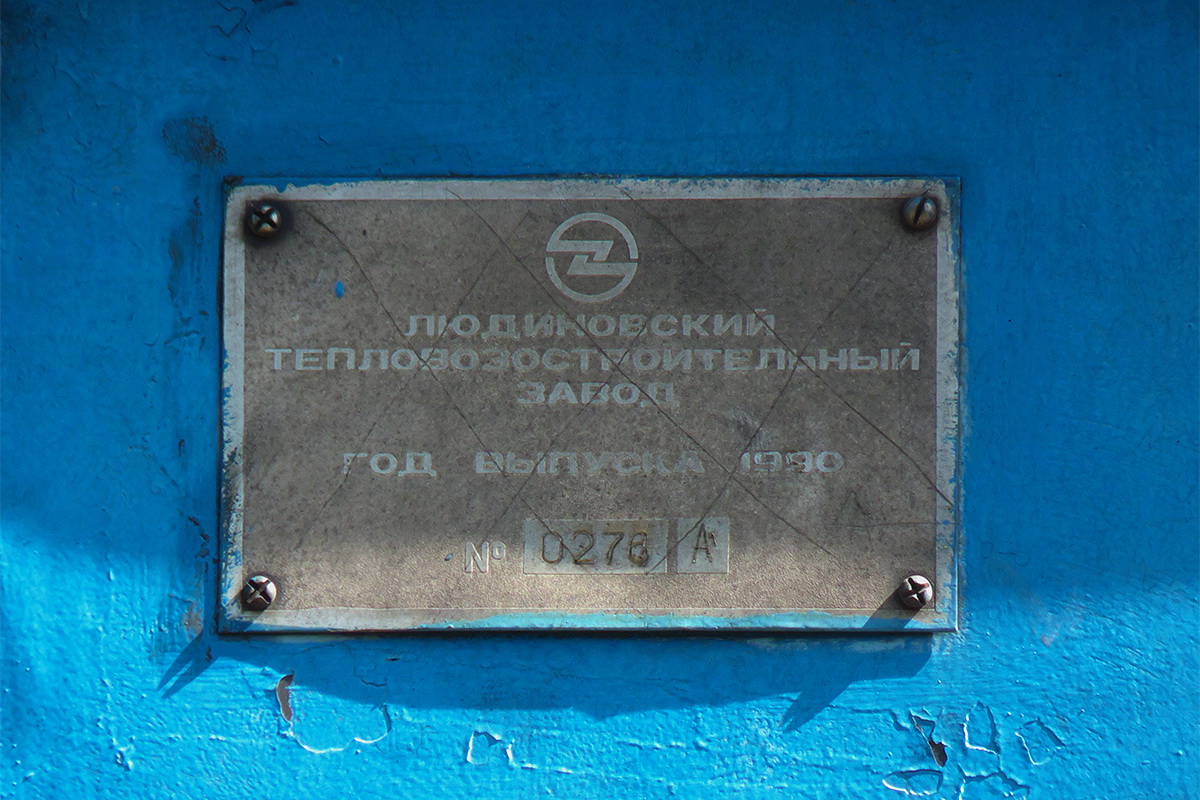 ЛЮДИНОВСКИЙ
ТЕПЛОВОЗОСТРОИТЕЛЬНЫЙ
ЗАВОД
ГОД ВЫПУСКА 1990
№ 0276 А